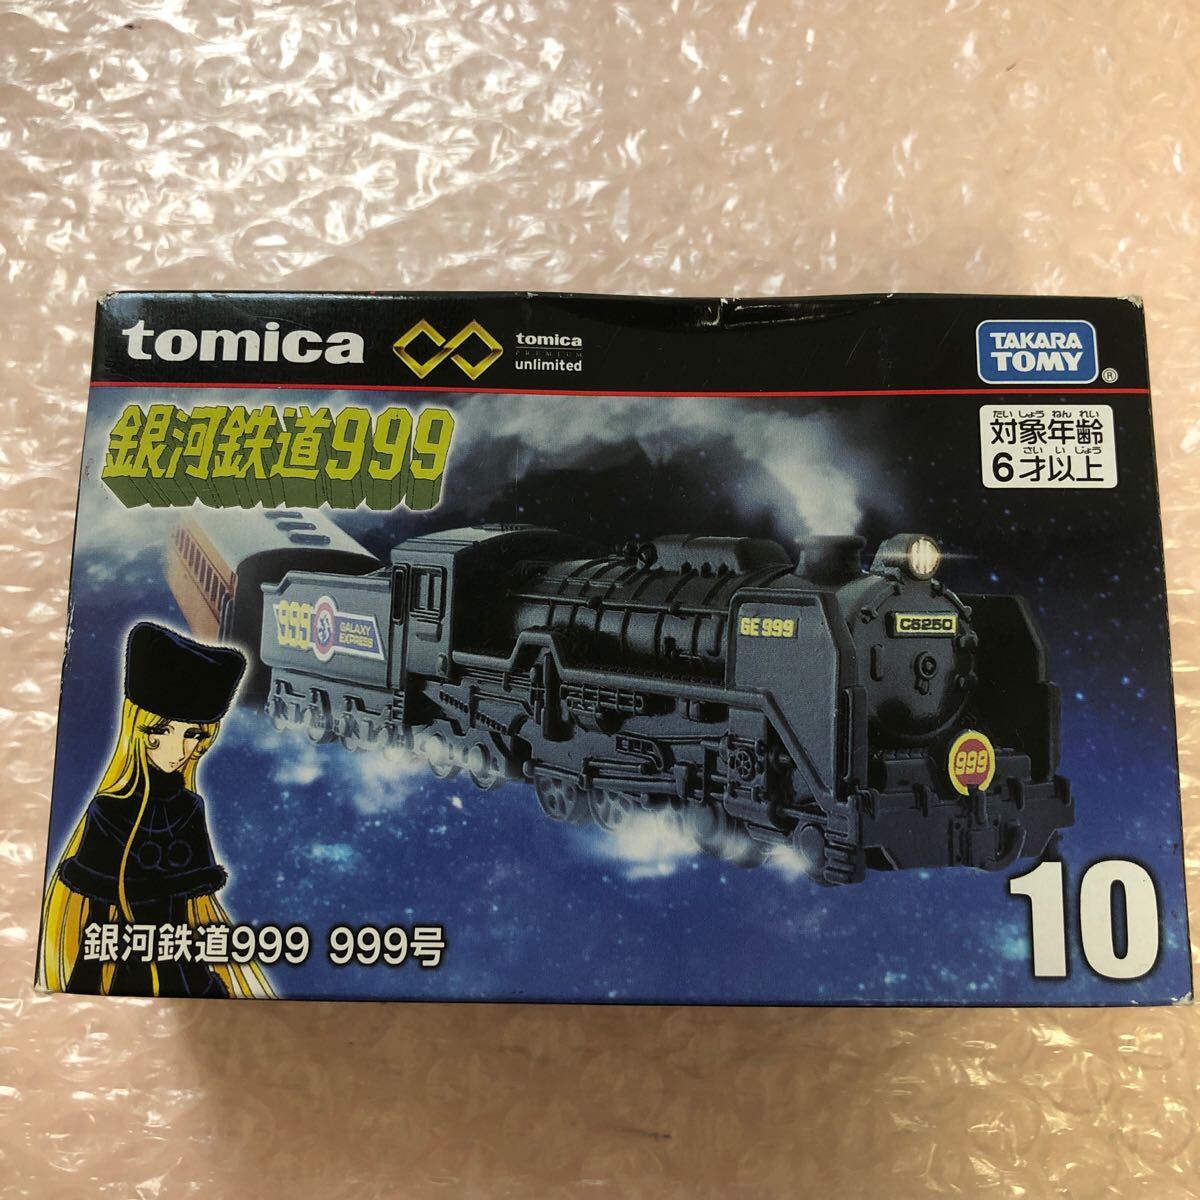 tomica
tomica
PREMIUM
unlimited
TAKARA
TOMY
®
銀河鉄道999
たいしょうねんれい
対象年齢
さいいじょう
6才以上
999
GALAXY
EXPRESS
GE 999
C6250
999
銀河鉄道999 999号
10